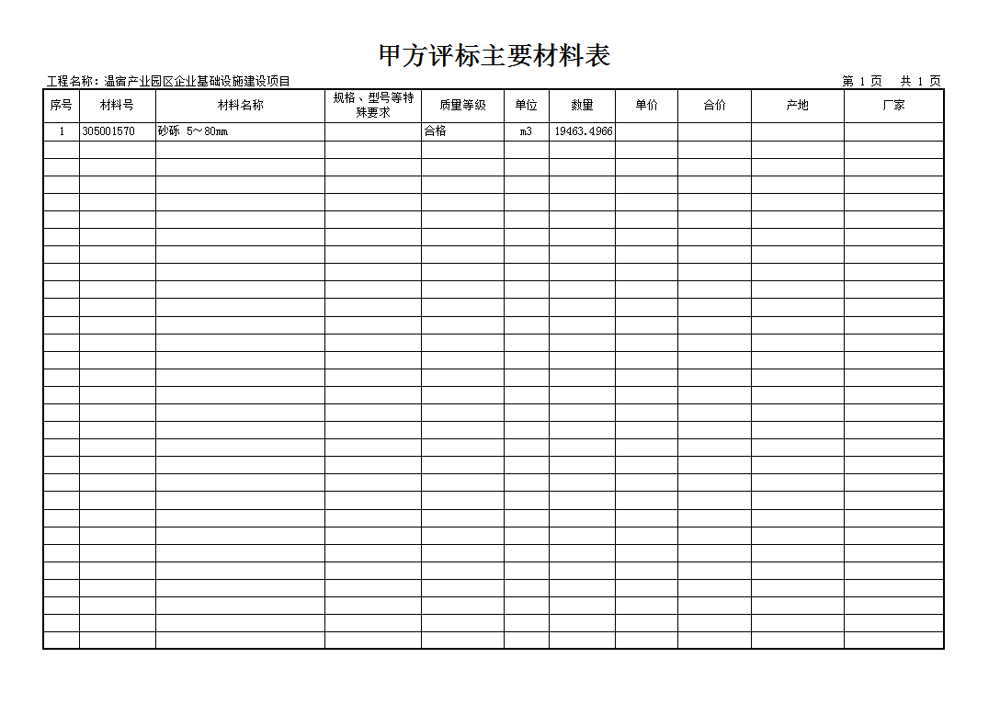 甲方评标主要材料表
工程名称：温宿产业园区企业基础设施建设项目 第 1 页 共 1 页
序号 材料号 材料名称 规格、型号等特殊要求 质量等级 单位 数量 单价 合价 产地 厂家
1 305001570 砂砾 5～80mm 合格 m3 19463.4966